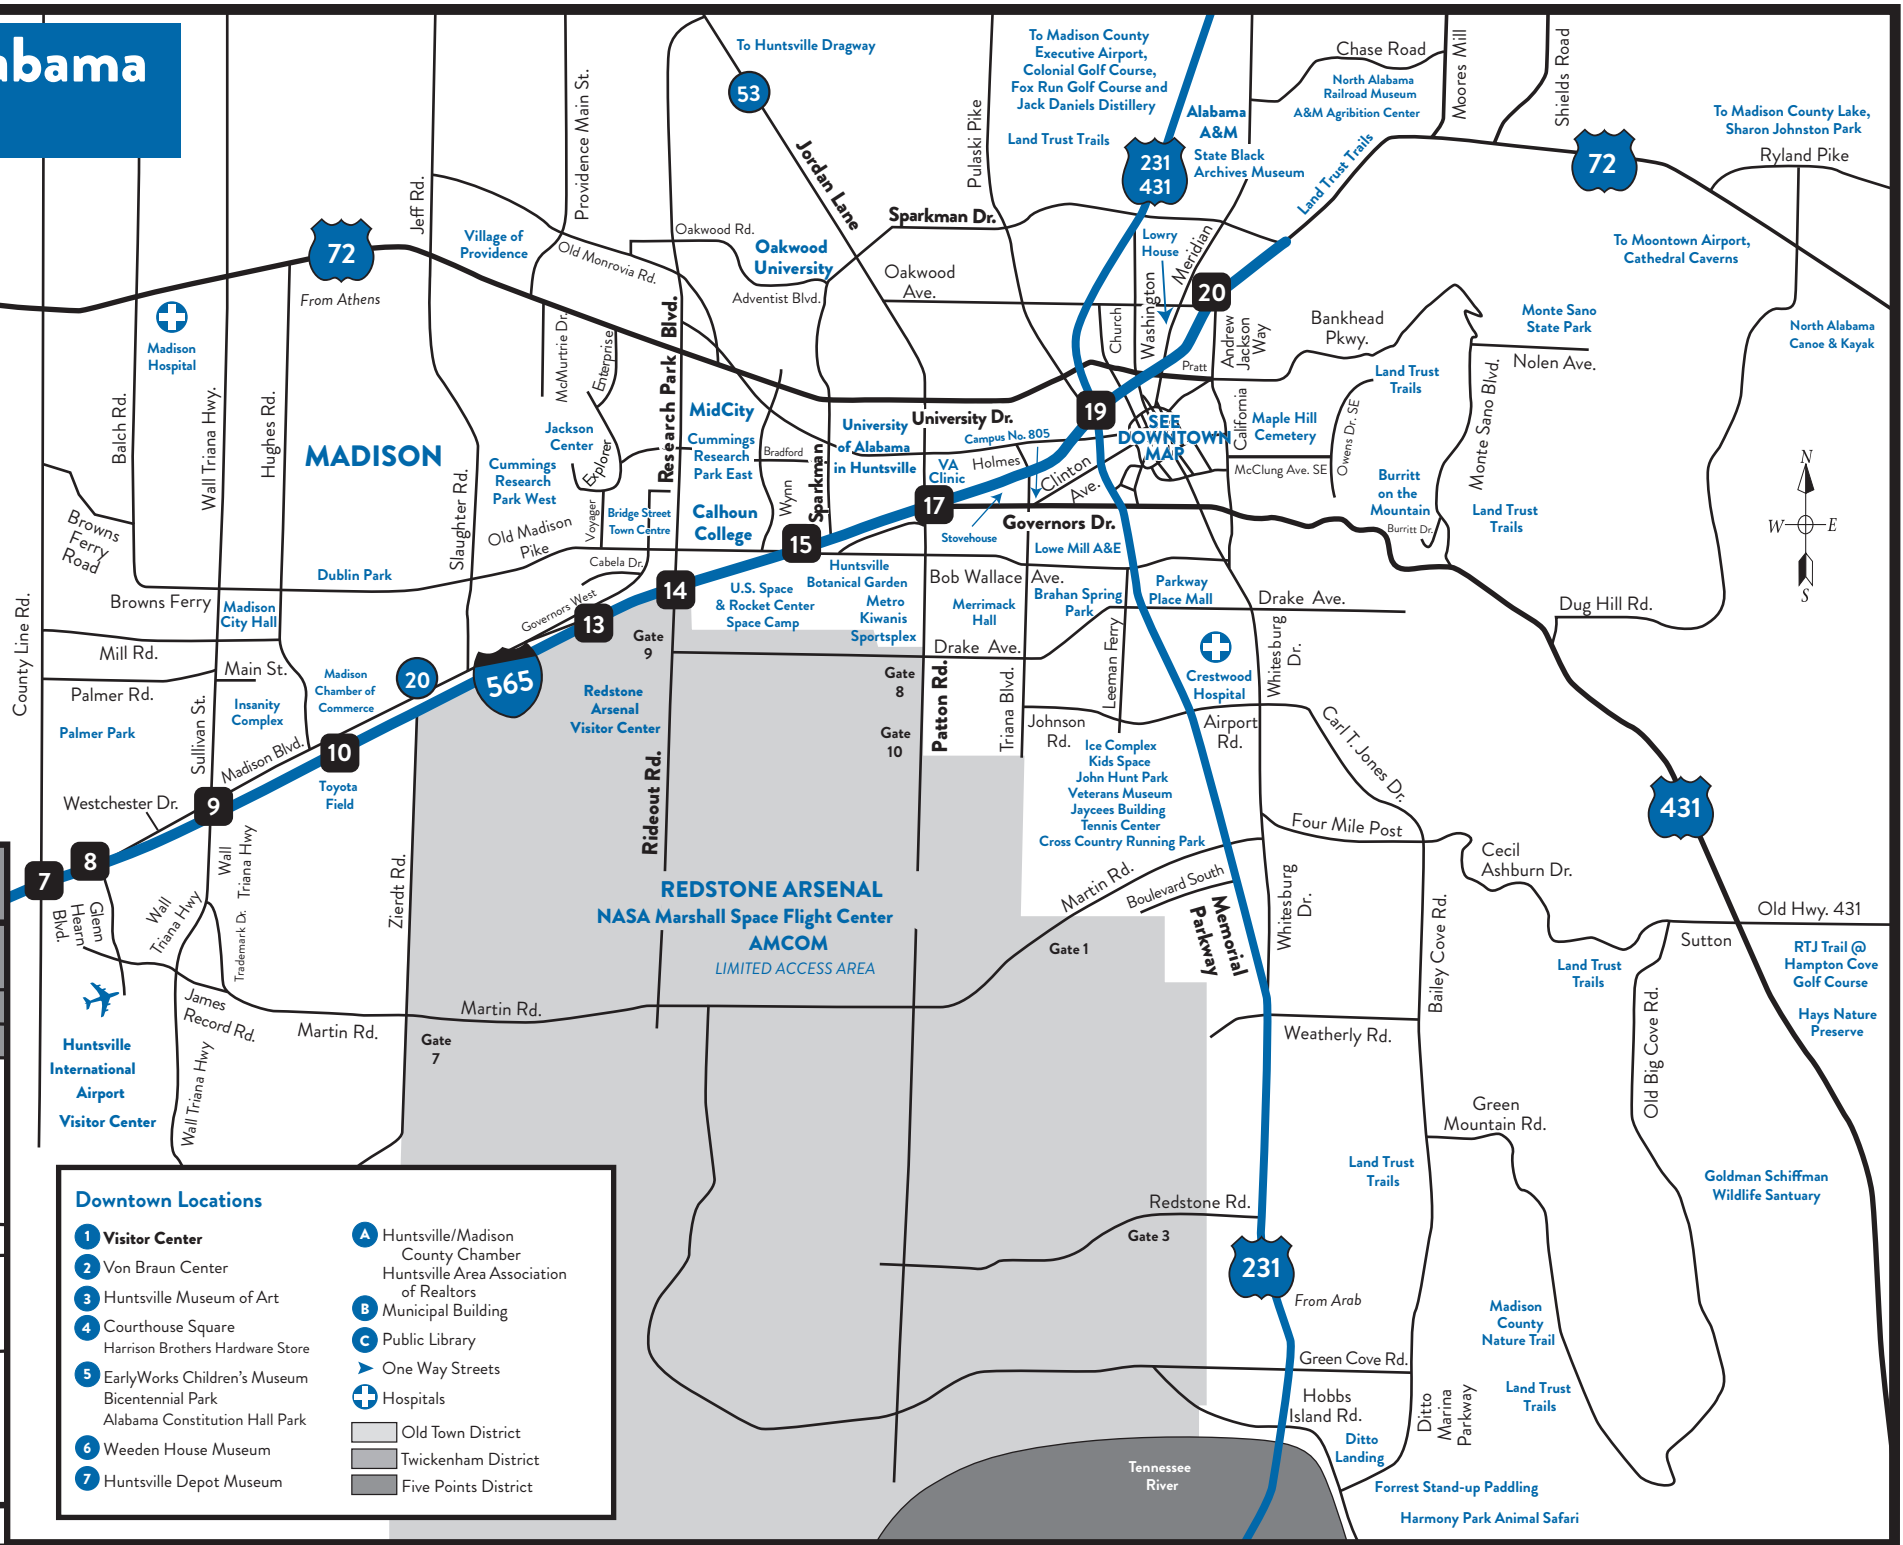 abama
To Huntsville Dragway
53
To Madison County
Executive Airport,
Colonial Golf Course,
Fox Run Golf Course and
Jack Daniels Distillery
Land Trust Trails
Alabama
A&M
State Black
Archives Museum
231
431
Chase Road
North Alabama
Railroad Museum
A&M Agribition Center
Moores Mill
Shields Road
Land Trust Trails
72
To Madison County Lake,
Sharon Johnston Park
Ryland Pike
To Moontown Airport,
Cathedral Caverns
Providence Main St.
Jordan Lane
Pulaski Pike
Jeff Rd.
72
From Athens
Village of
Providence
Old Monrovia Rd.
Oakwood Rd.
Oakwood
University
Adventist Blvd.
Sparkman Dr.
Oakwood
Ave.
Lowry
House
Washington
Meridian
20
Church
Pratt
Andrew
Jackson
Way
Bankhead
Pkwy.
Monte Sano
State Park
Nolen Ave.
North Alabama
Canoe & Kayak
Land Trust
Trails
Madison
Hospital
Balch Rd.
Wall Triana Hwy.
Hughes Rd.
MADISON
McMurtrie Dr.
Enterprise
Research Park Blvd.
MidCity
Jackson
Center
Explorer
Cummings
Research
Park West
Cummings
Research
Park East
Bradford
Wynn
Sparkman
University
of Alabama
in Huntsville
University Dr.
Campus No. 805
19
SEE
DOWNTOWN
MAP
California
Maple Hill
Cemetery
Owens Dr. SE
McClung Ave. SE
Monte Sano Blvd.
Burritt
on the
Mountain
Burritt Dr.
Land Trust
Trails
N
W
E
S
VA
Clinic
Holmes
Clinton
Ave.
17
Stovehouse
Governors Dr.
Lowe Mill A&E
Browns
Ferry
Road
Slaughter Rd.
Old Madison
Pike
Voyager
Bridge Street
Town Centre
Calhoun
College
15
Cabela Dr.
14
Governors West
13
Dublin Park
Browns Ferry
Madison
City Hall
U.S. Space
& Rocket Center
Space Camp
Huntsville
Botanical Garden
Metro
Kiwanis
Sportsplex
Bob Wallace Ave.
Merrimack
Hall
Brahan Spring
Park
Parkway
Place Mall
Drake Ave.
Dug Hill Rd.
County Line Rd.
Mill Rd.
Main St.
Palmer Rd.
Palmer Park
Insanity
Complex
Sullivan St.
Madison
Chamber of
Commerce
20
565
Gate
9
Redstone
Arsenal
Visitor Center
Gate
8
Gate
10
Drake Ave.
Patton Rd.
Triana Blvd.
Leeman Ferry
Crestwood
Hospital
Whitesburg
Dr.
Johnson
Rd.
Airport
Rd.
Carl T. Jones Dr.
Ice Complex
Kids Space
John Hunt Park
Veterans Museum
Jaycees Building
Tennis Center
Cross Country Running Park
431
Madison Blvd.
10
Toyota
Field
Westchester Dr.
9
8
7
Rideout Rd.
Zierdt Rd.
Glenn
Hearn
Blvd.
Wall
Triana Hwy
Wall
Triana Hwy
Trademark Dr.
REDSTONE ARSENAL
NASA Marshall Space Flight Center
AMCOM
LIMITED ACCESS AREA
Martin Rd.
Boulevard South
Memorial
Parkway
Whitesburg
Dr.
Four Mile Post
Cecil
Ashburn Dr.
Bailey Cove Rd.
Old Hwy. 431
Sutton
Land Trust
Trails
RTJ Trail @
Hampton Cove
Golf Course
Hays Nature
Preserve
Gate 1
Huntsville
International
Airport
Visitor Center
James
Record Rd.
Martin Rd.
Martin Rd.
Gate
7
Wall Triana Hwy
Weatherly Rd.
Old Big Cove Rd.
Green
Mountain Rd.
Land Trust
Trails
Goldman Schiffman
Wildlife Santuary
Redstone Rd.
Gate 3
231
From Arab
Madison
County
Nature Trail
Green Cove Rd.
Hobbs
Island Rd.
Ditto
Marina
Parkway
Land Trust
Trails
Ditto
Landing
Tennessee
River
Forrest Stand-up Paddling
Harmony Park Animal Safari
Downtown Locations
1 Visitor Center
2 Von Braun Center
3 Huntsville Museum of Art
4 Courthouse Square
Harrison Brothers Hardware Store
5 EarlyWorks Children's Museum
Bicentennial Park
Alabama Constitution Hall Park
6 Weeden House Museum
7 Huntsville Depot Museum
A Huntsville/Madison
County Chamber
Huntsville Area Association
of Realtors
B Municipal Building
C Public Library
One Way Streets
Hospitals
Old Town District
Twickenham District
Five Points District